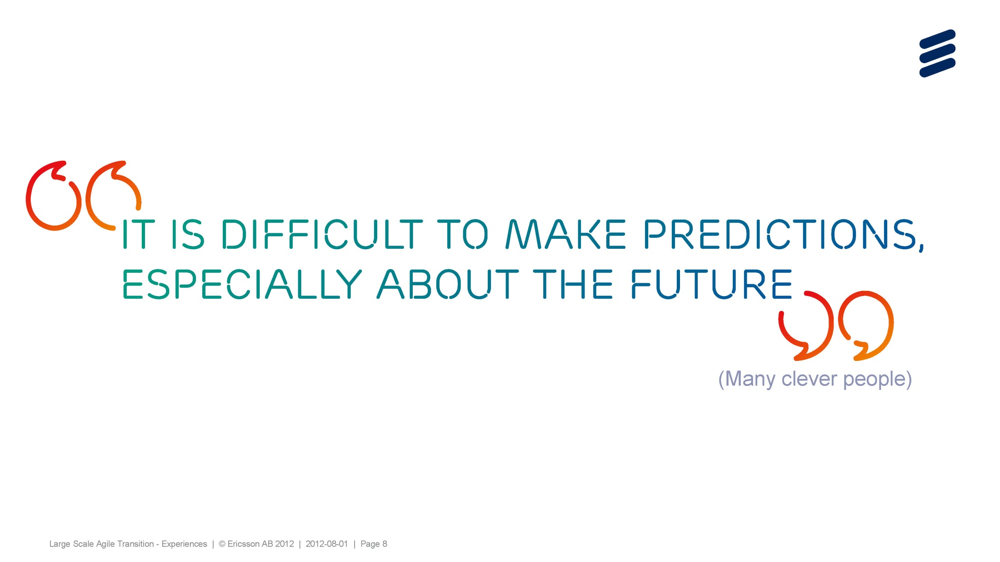 “IT IS DIFFICULT TO MAKE PREDICTIONS,
ESPECIALLY ABOUT THE FUTURE”
(Many clever people)
Large Scale Agile Transition - Experiences | © Ericsson AB 2012 | 2012-08-01 | Page 8